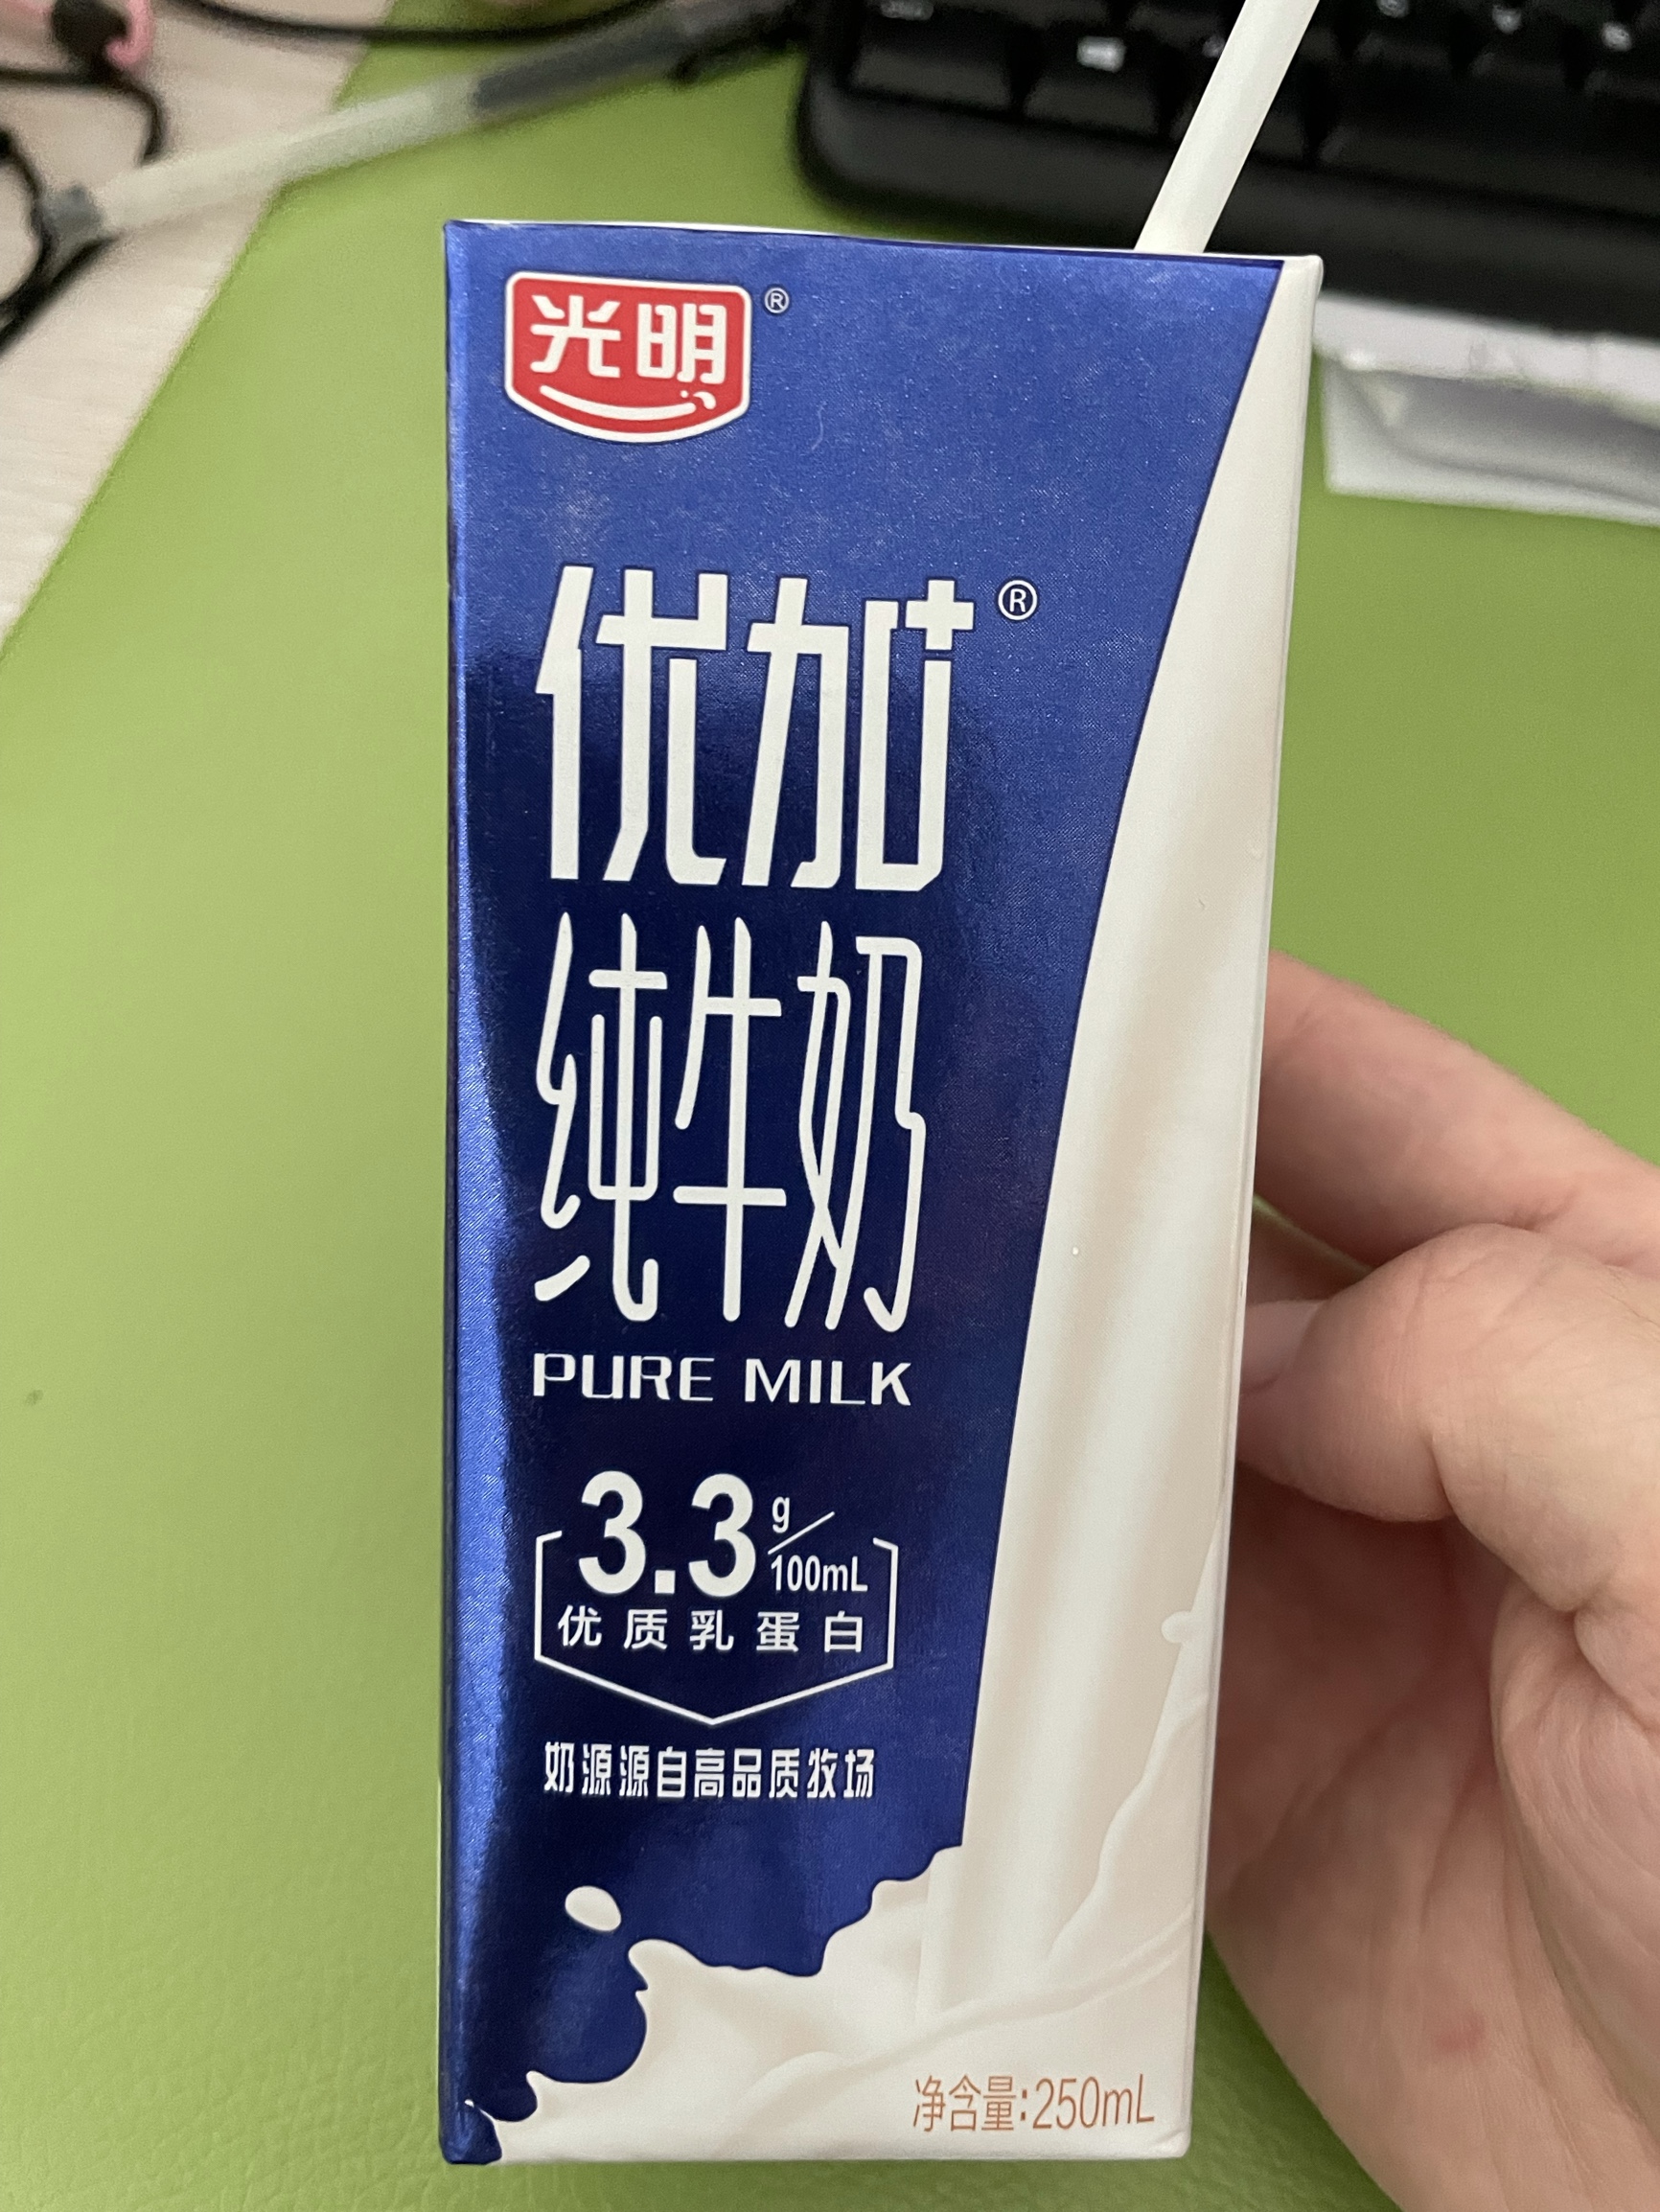 光明®
优加+®
纯牛奶
PURE MILK
3.3g/100mL
优质乳蛋白
奶源源自高品质牧场
净含量:250mL